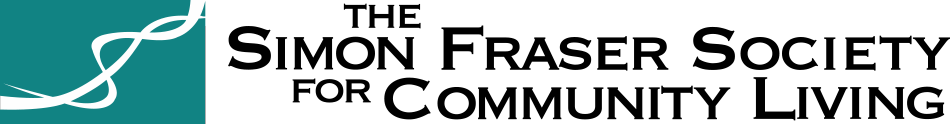 THE
SIMON FRASER SOCIETY
FOR COMMUNITY LIVING